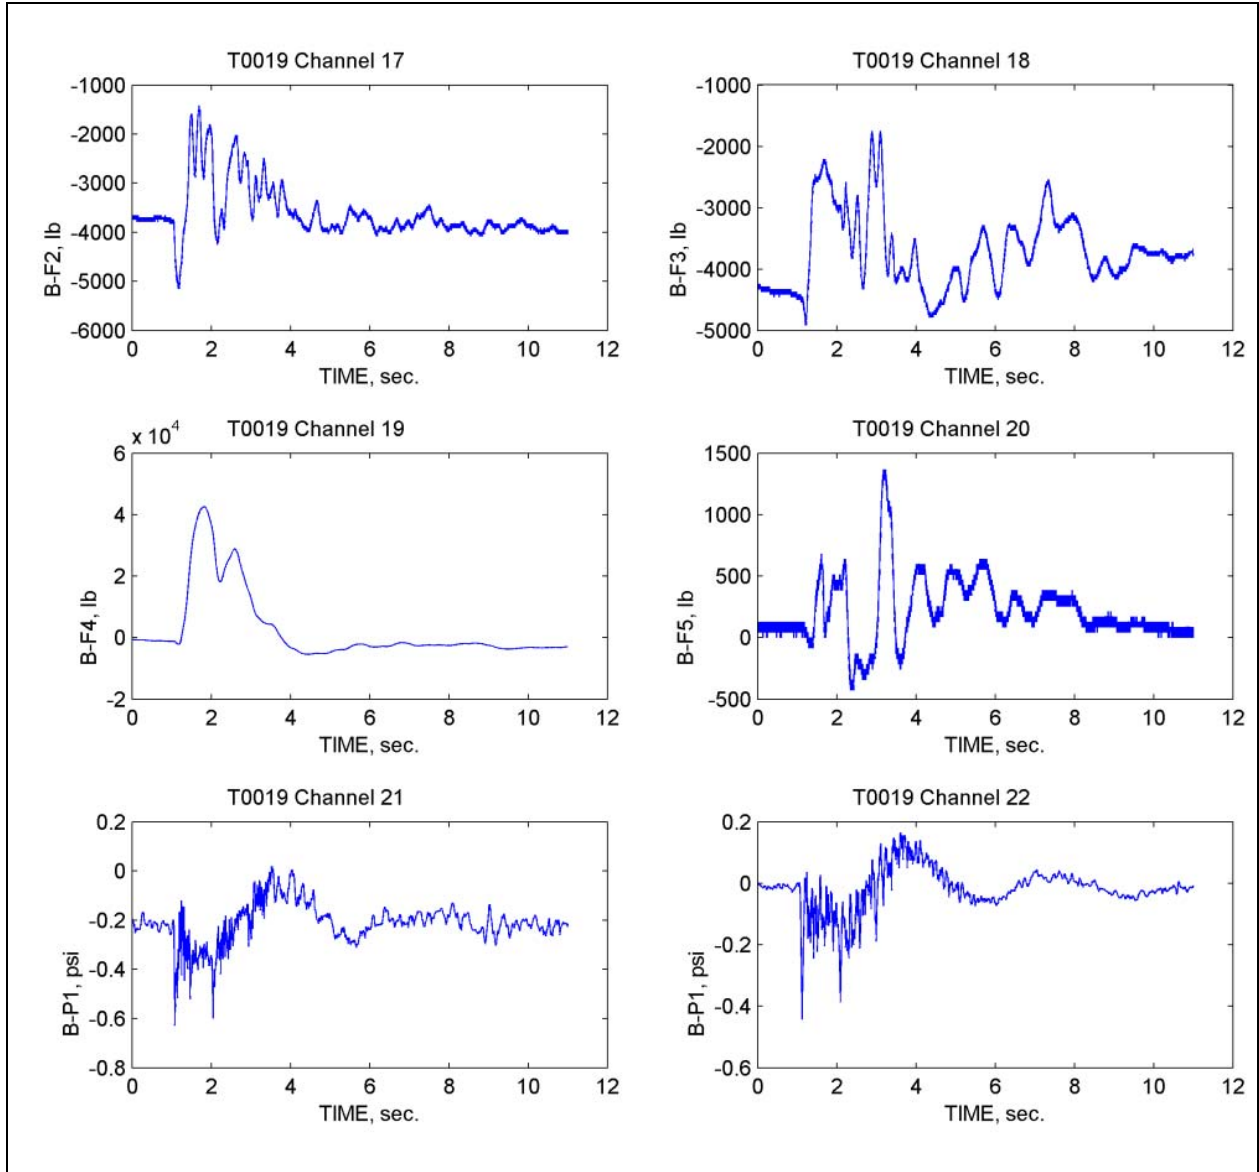 T0019 Channel 17
-1000
-2000
-3000
-4000
-5000
-6000
B-F2, lb
0 2 4 6 8 10 12
TIME, sec.
T0019 Channel 18
-1000
-2000
-3000
-4000
-5000
B-F3, lb
0 2 4 6 8 10 12
TIME, sec.
T0019 Channel 19
x 10^4
6
4
2
0
-2
B-F4, lb
0 2 4 6 8 10 12
TIME, sec.
T0019 Channel 20
1500
1000
500
0
-500
B-F5, lb
0 2 4 6 8 10 12
TIME, sec.
T0019 Channel 21
0.2
0
-0.2
-0.4
-0.6
-0.8
B-P1, psi
0 2 4 6 8 10 12
TIME, sec.
T0019 Channel 22
0.2
0
-0.2
-0.4
-0.6
B-P1, psi
0 2 4 6 8 10 12
TIME, sec.